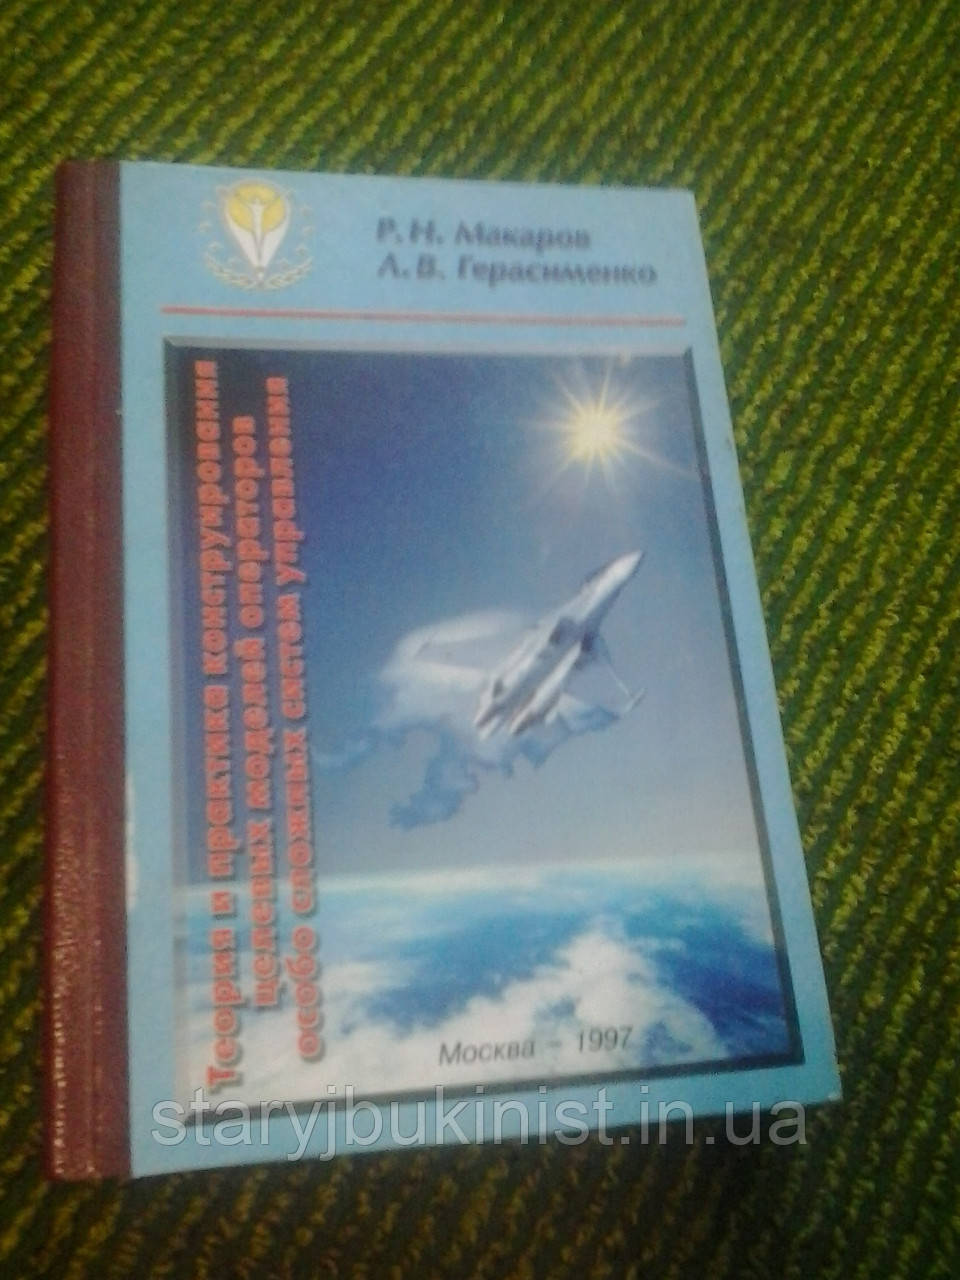 Р. Н. Макаров
Л. В. Герасименко
Теория и практика конструирования
целевых моделей операторов
особо сложных систем управления
Москва – 1997
staryjbukinist.in.ua